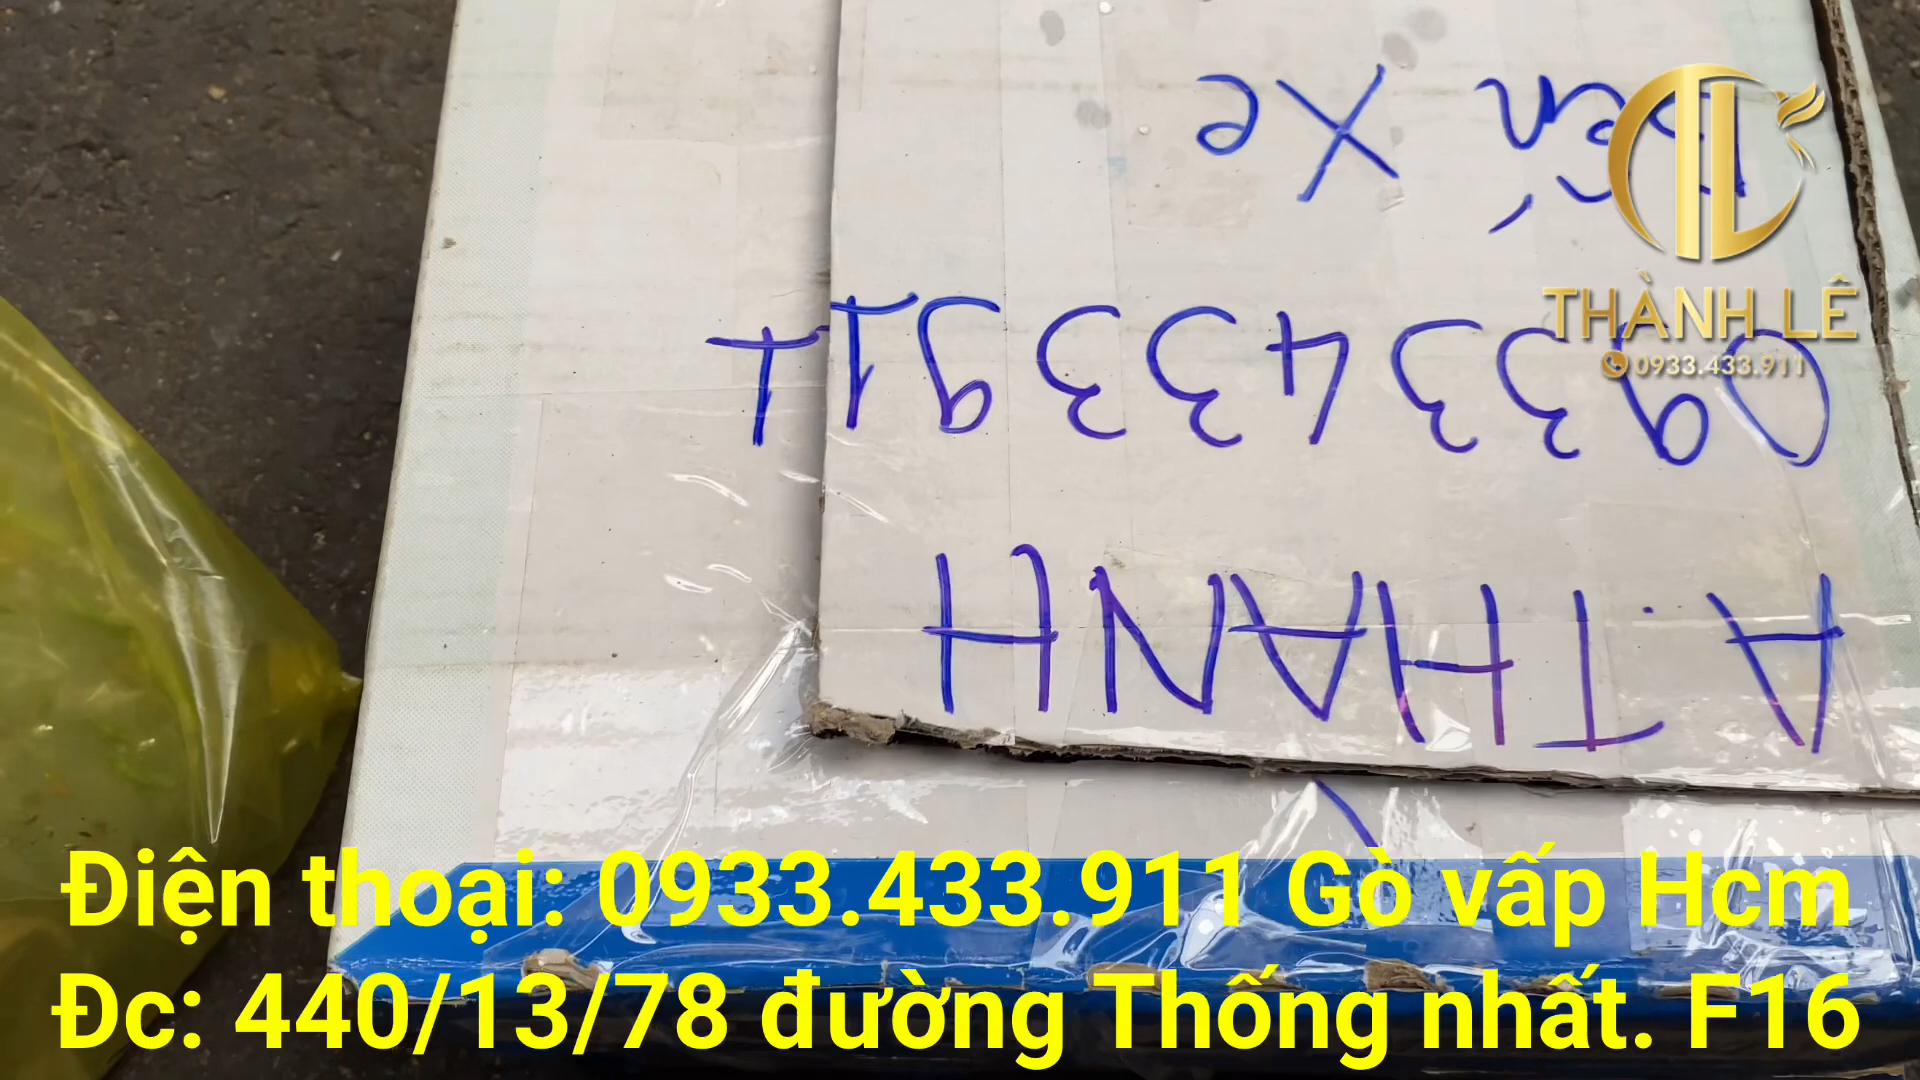 A. THANH
0933433911
Bến Xe
THÀNH LÊ
0933.433.911
Điện thoại: 0933.433.911 Gò vấp Hcm
Đc: 440/13/78 đường Thống nhất. F16